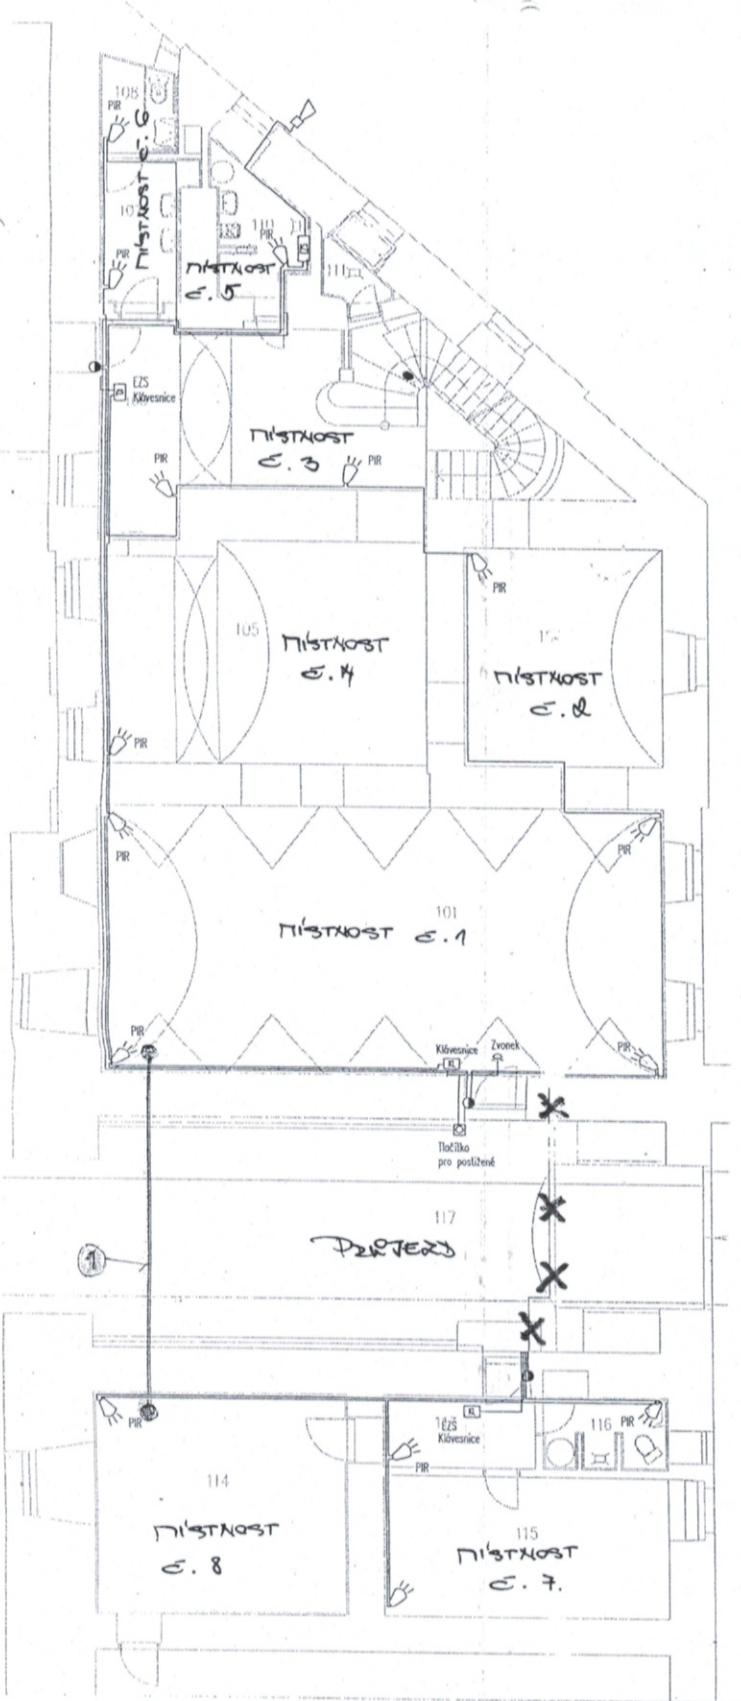 108
PIR
MÍSTNOST č. 6
PIR
110
PIR
MÍSTNOST
č. 5
111
EZS
Klávesnice
MÍSTNOST
č. 3
PIR
PIR
PIR
105
MÍSTNOST
č. 4
MÍSTNOST
č. 2
PIR
PIR
PIR
101
MÍSTNOST č. 1
PIR
Klávesnice
KL
Zvonek
PIR
Tlačítko
pro postižené
117
PRŮJEZD
1
PIR
KL
EZS
Klávesnice
116
PIR
PIR
114
MÍSTNOST
č. 8
115
MÍSTNOST
č. 7.